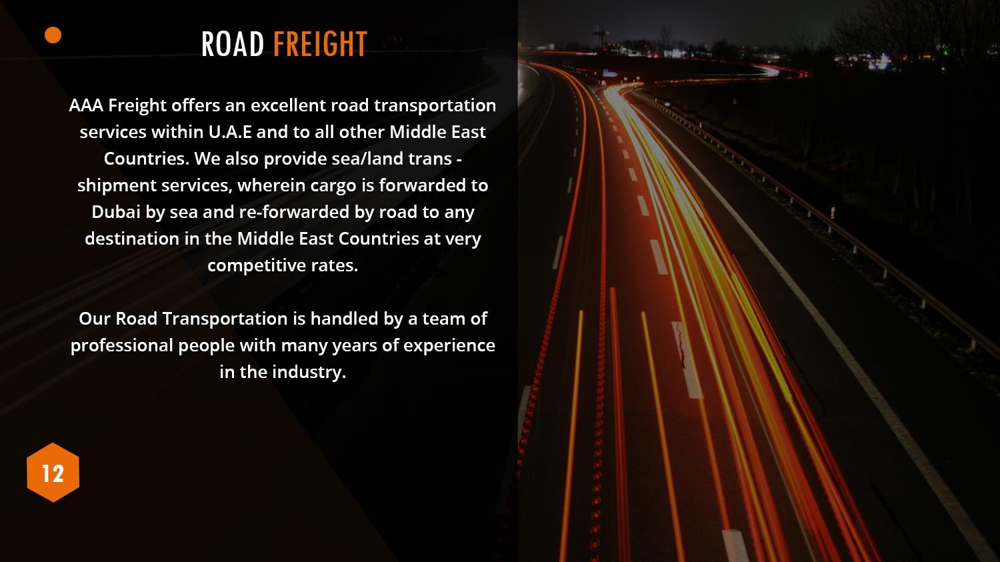 ROAD FREIGHT
AAA Freight offers an excellent road transportation
services within U.A.E and to all other Middle East
Countries. We also provide sea/land trans -
shipment services, wherein cargo is forwarded to
Dubai by sea and re-forwarded by road to any
destination in the Middle East Countries at very
competitive rates.
Our Road Transportation is handled by a team of
professional people with many years of experience
in the industry.
12